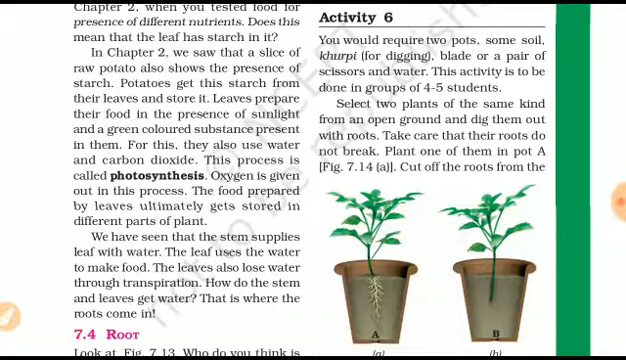 Chapter 2, when you tested food for
presence of different nutrients. Does this
mean that the leaf has starch in it?
In Chapter 2, we saw that a slice of
raw potato also shows the presence of
starch. Potatoes get this starch from
their leaves and store it. Leaves prepare
their food in the presence of sunlight
and a green coloured substance present
in them. For this, they also use water
and carbon dioxide. This process is
called photosynthesis. Oxygen is given
out in this process. The food prepared
by leaves ultimately gets stored in
different parts of plant.
We have seen that the stem supplies
leaf with water. The leaf uses the water
to make food. The leaves also lose water
through transpiration. How do the stem
and leaves get water? That is where the
roots come in!
7.4 ROOT
Look at Fig. 7.13. Who do you think is
Activity 6
You would require two pots, some soil,
khurpi (for digging), blade or a pair of
scissors and water. This activity is to be
done in groups of 4-5 students.
Select two plants of the same kind
from an open ground and dig them out
with roots. Take care that their roots do
not break. Plant one of them in pot A
[Fig. 7.14 (a)]. Cut off the roots from the
A
B
(a)
(b)
not to be republished